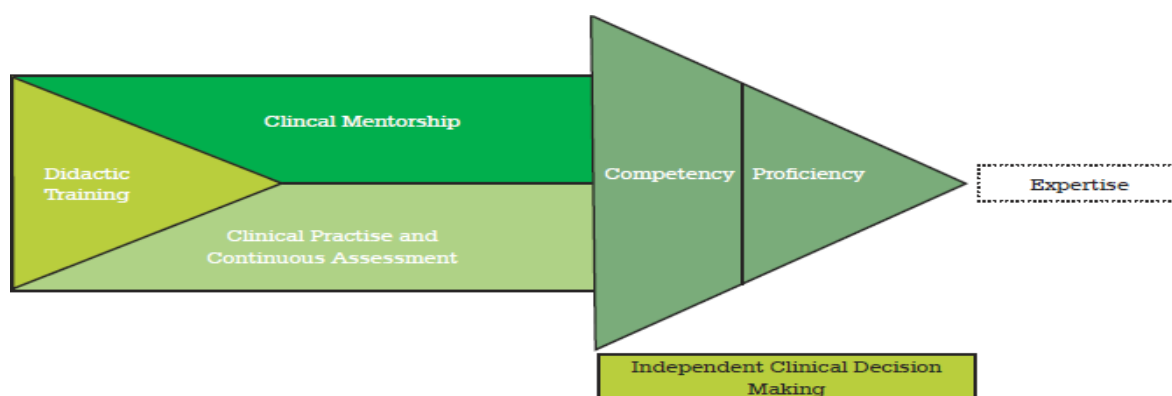 Clincal Mentorship
Didactic
Training
Competency
Proficiency
Expertise
Clinical Practise and
Continuous Assessment
Independent Clinical Decision
Making